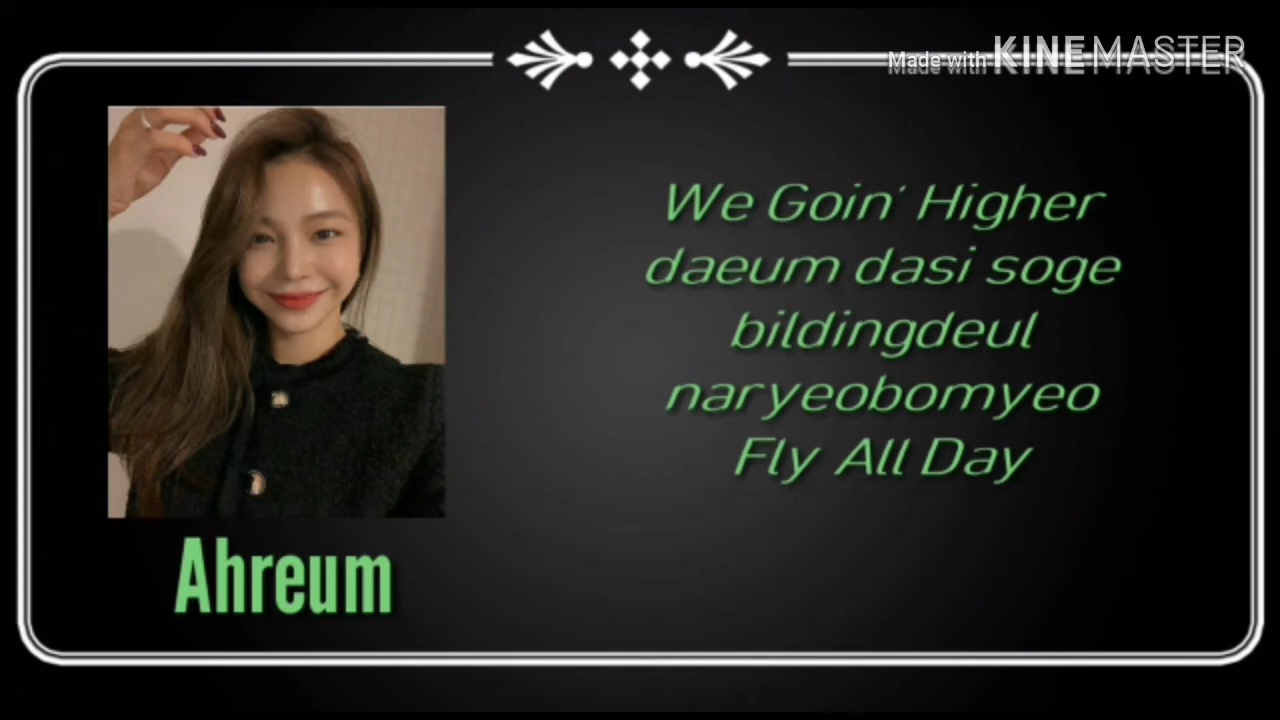 Made with KINEMASTER
We Goin' Higher
daeum dasi soge
bildingdeul
naryeobomyeo
Fly All Day
Ahreum